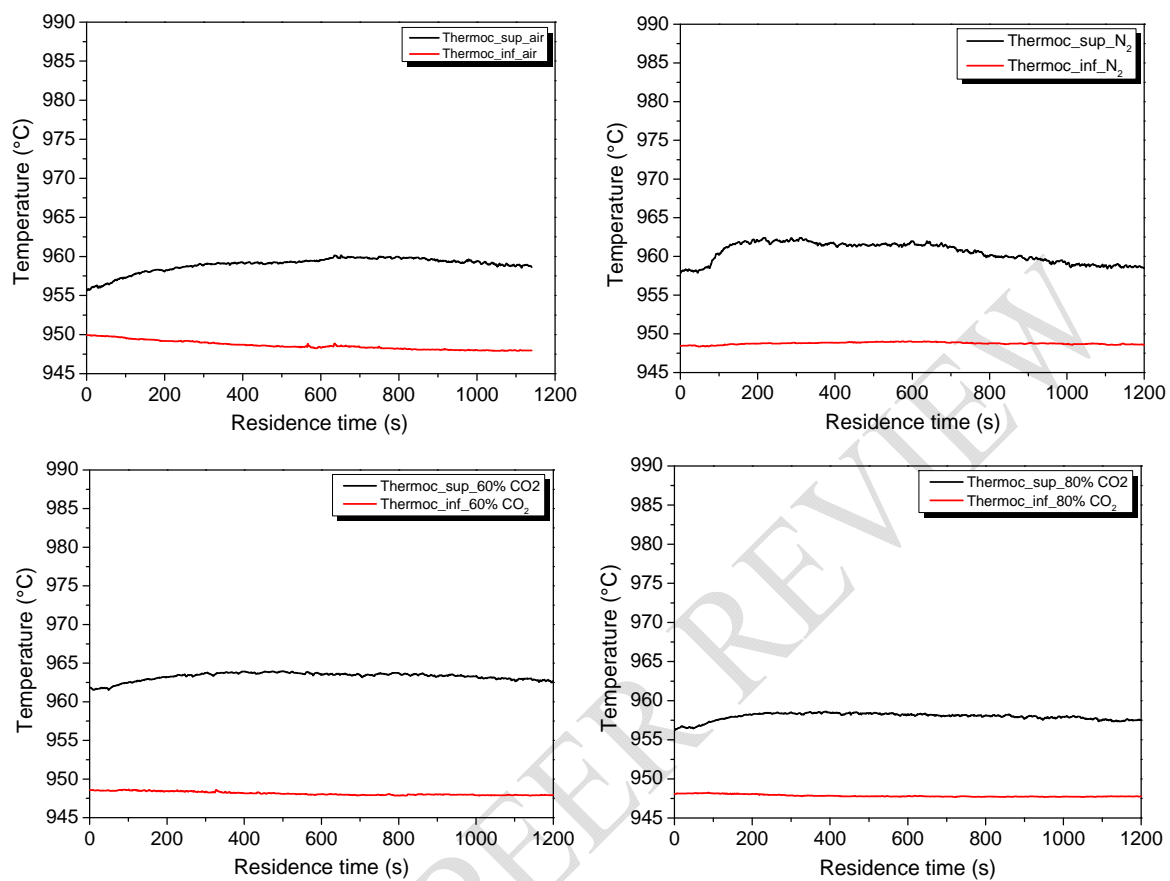 990
985
980
975
970
965
960
955
950
945
Temperature (°C)
Thermoc_sup_air
Thermoc_inf_air
0 200 400 600 800 1000 1200
Residence time (s)
990
985
980
975
970
965
960
955
950
945
Temperature (°C)
Thermoc_sup_N₂
Thermoc_inf_N₂
0 200 400 600 800 1000 1200
Residence time (s)
990
985
980
975
970
965
960
955
950
945
Temperature (°C)
Thermoc_sup_60% CO2
Thermoc_inf_60% CO₂
0 200 400 600 800 1000 1200
Residence time (s)
990
985
980
975
970
965
960
955
950
945
Temperature (°C)
Thermoc_sup_80% CO2
Thermoc_inf_80% CO₂
0 200 400 600 800 1000 1200
Residence time (s)
PEER REVIEW